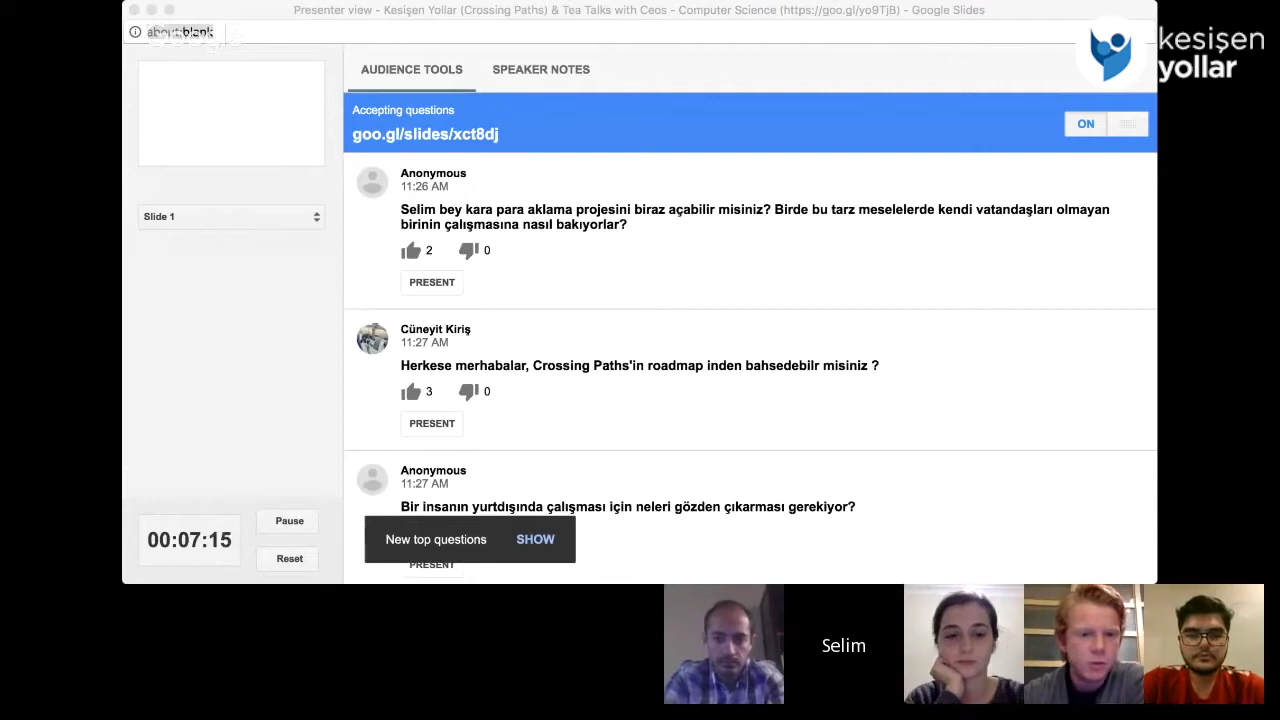 Presenter view - Kesişen Yollar (Crossing Paths) & Tea Talks with Ceos - Computer Science (https://goo.gl/yo9TjB) - Google Slides
about:blank
kesişen
yollar
AUDIENCE TOOLS
SPEAKER NOTES
Accepting questions
goo.gl/slides/xct8dj
ON
Anonymous
11:26 AM
Selim bey kara para aklama projesini biraz açabilir misiniz? Birde bu tarz meselelerde kendi vatandaşları olmayan
birinin çalışmasına nasıl bakıyorlar?
2
0
PRESENT
Slide 1
Cüneyit Kiriş
11:27 AM
Herkese merhabalar, Crossing Paths'in roadmap inden bahsedebilr misiniz ?
3
0
PRESENT
Anonymous
11:27 AM
Bir insanın yurtdışında çalışması için neleri gözden çıkarması gerekiyor?
New top questions
SHOW
PRESENT
00:07:15
Pause
Reset
Selim